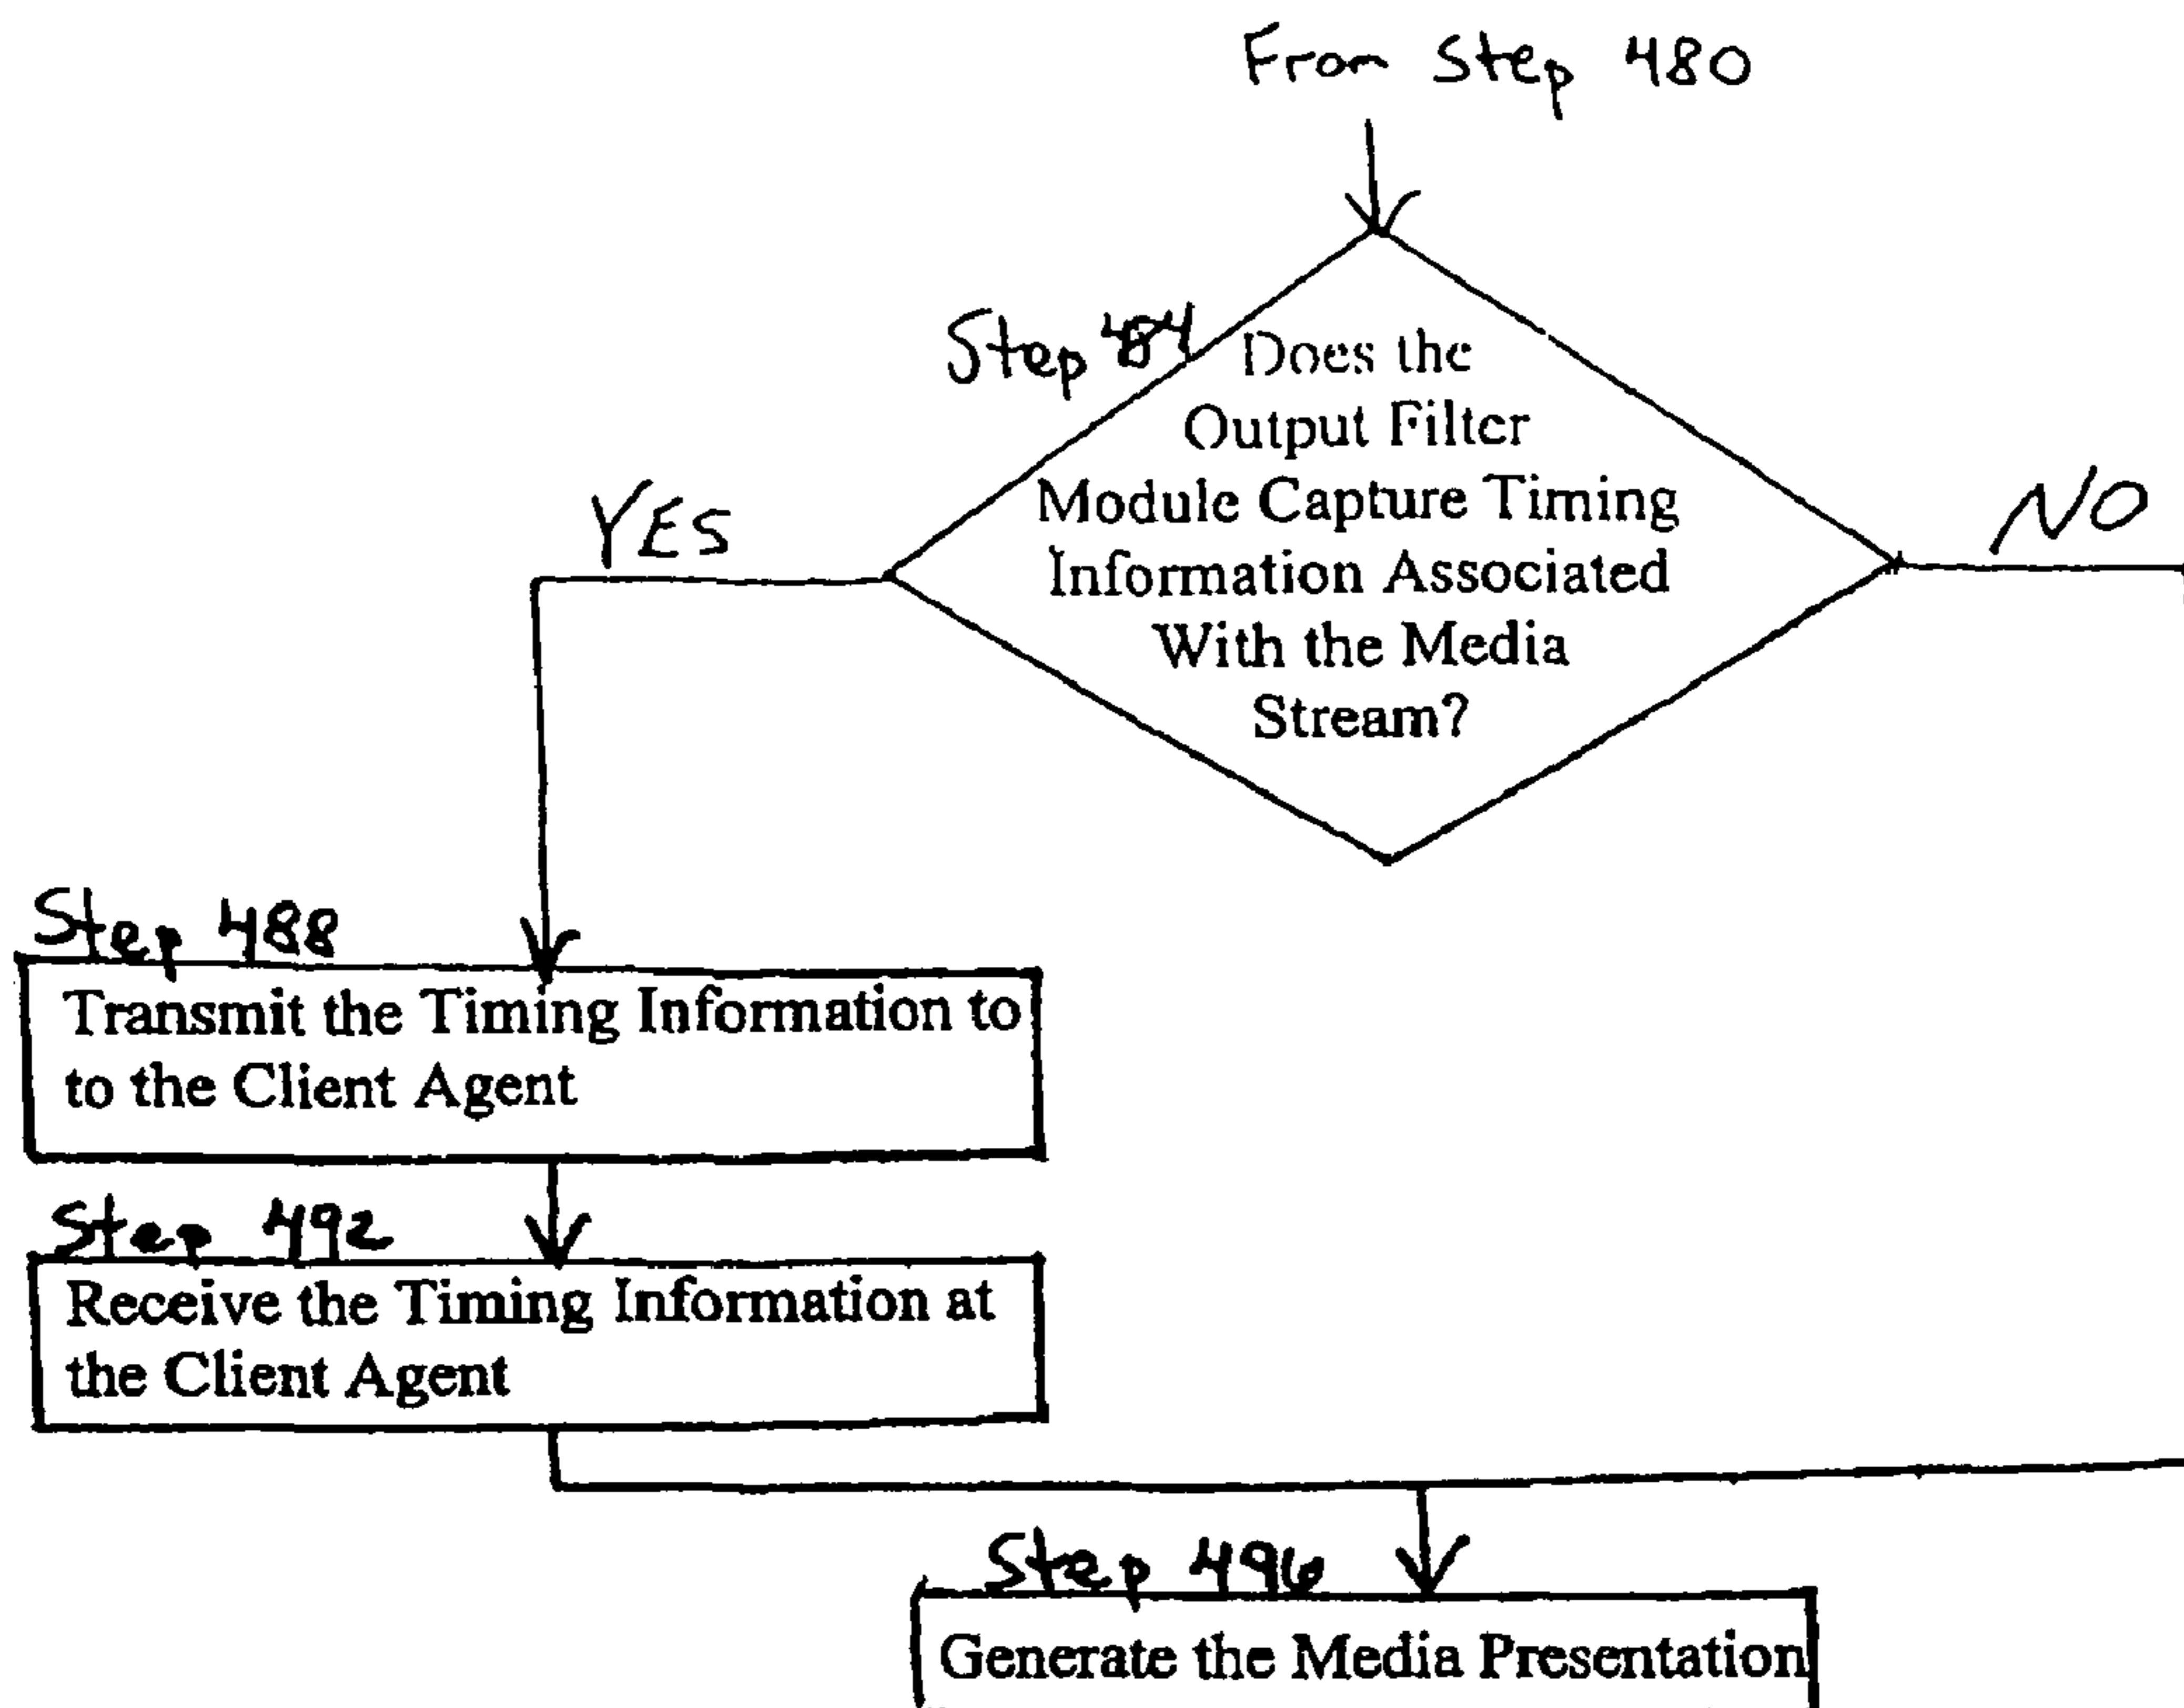 From Step 480
Step 484
Does the
Output Filter
Module Capture Timing
Information Associated
With the Media
Stream?
YES
NO
Step 488
Transmit the Timing Information to
to the Client Agent
Step 492
Receive the Timing Information at
the Client Agent
Step 496
Generate the Media Presentation